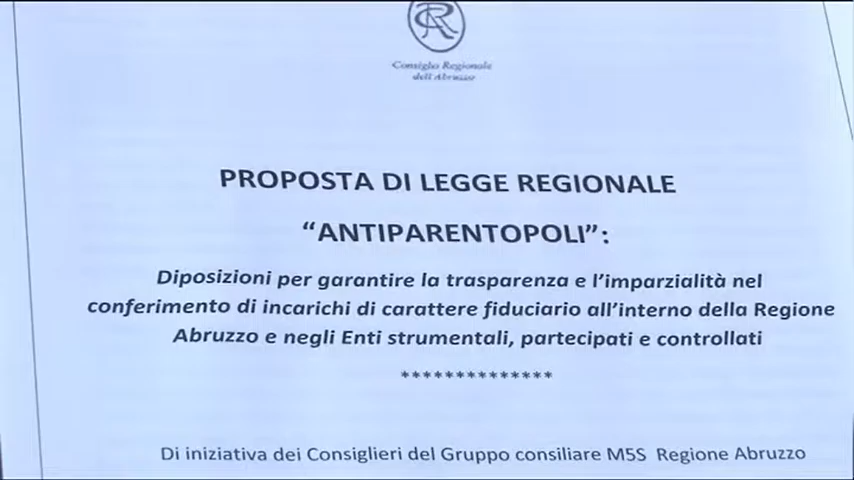 Consiglio Regionale
dell'Abruzzo
PROPOSTA DI LEGGE REGIONALE
“ANTIPARENTOPOLI”:
Diposizioni per garantire la trasparenza e l’imparzialità nel
conferimento di incarichi di carattere fiduciario all’interno della Regione
Abruzzo e negli Enti strumentali, partecipati e controllati
**************
Di iniziativa dei Consiglieri del Gruppo consiliare M5S Regione Abruzzo